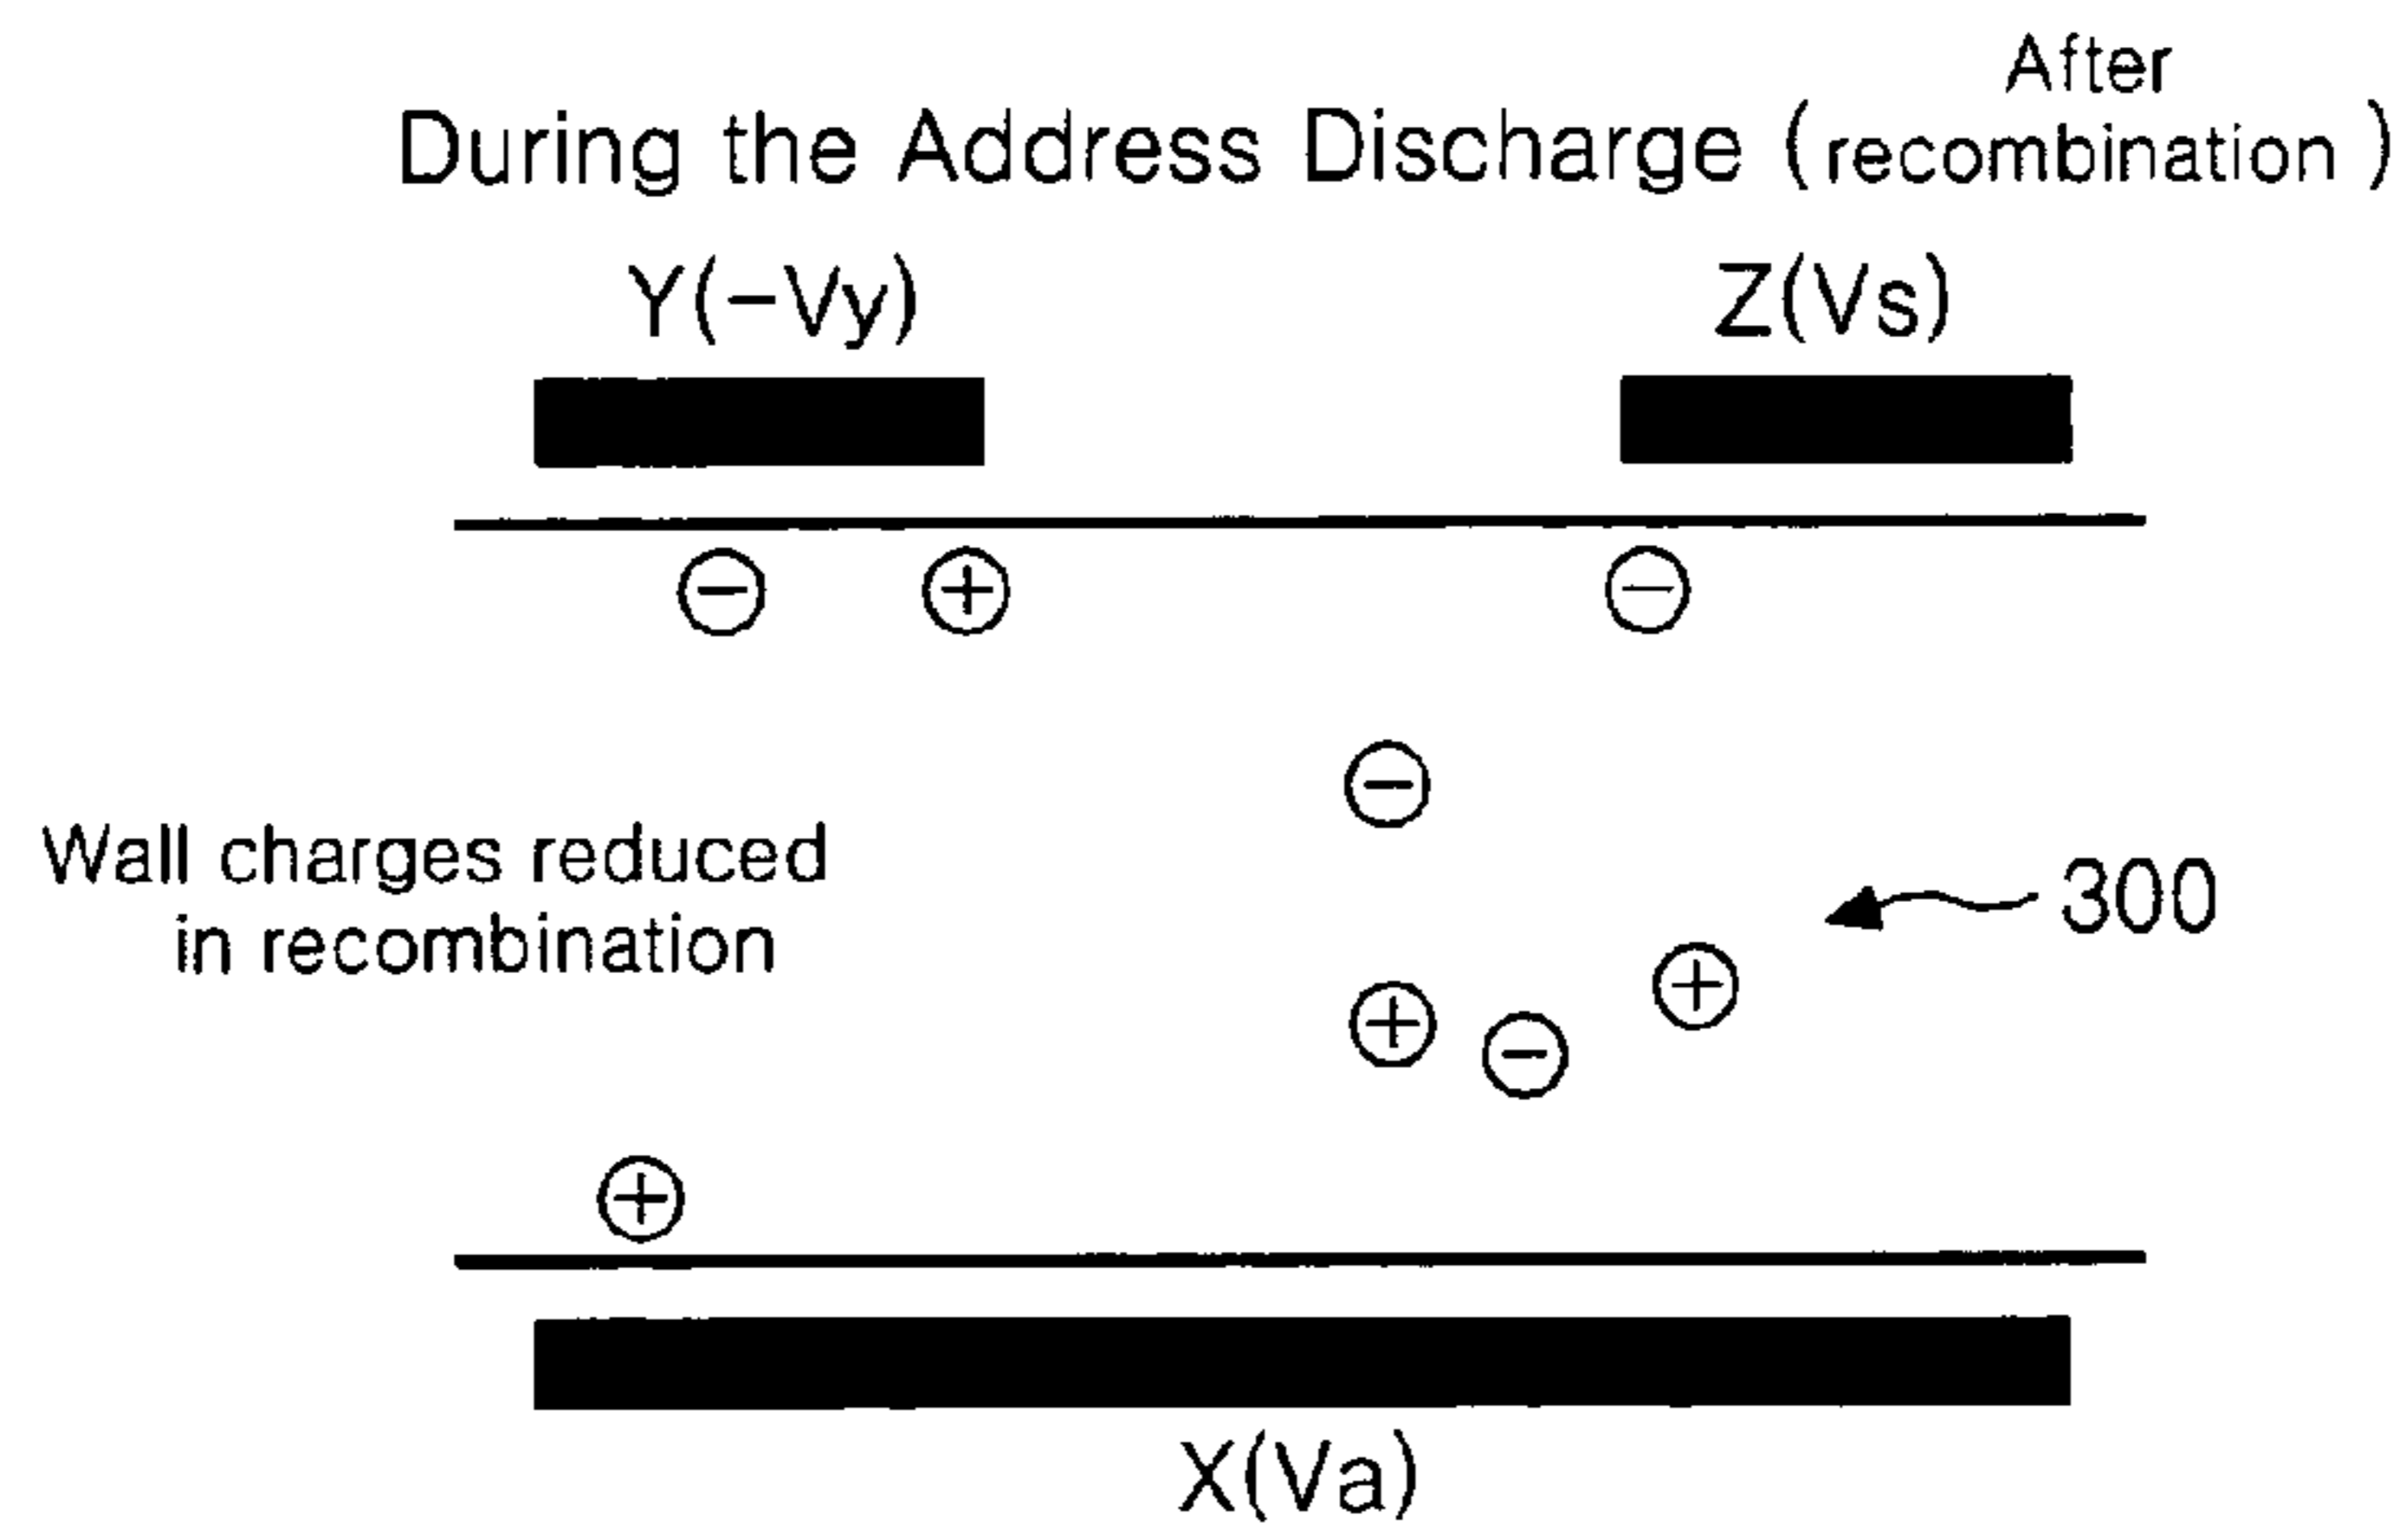 During the Address Discharge ( After recombination )
Y(−Vy)
Z(Vs)
⊖ ⊕ ⊖
⊖
Wall charges reduced
in recombination
300
⊕ ⊖ ⊕
⊕
X(Va)